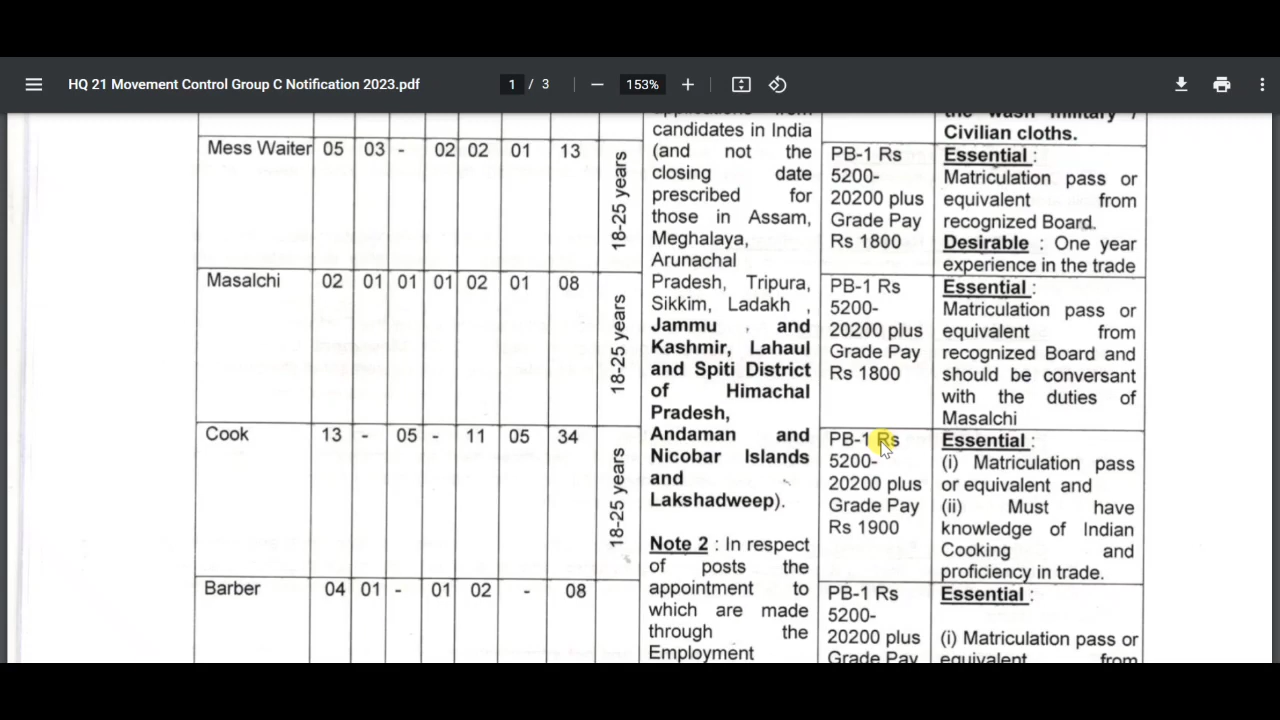 HQ 21 Movement Control Group C Notification 2023.pdf
1 / 3
153%
candidates in India
(and not the
closing date
prescribed for
those in Assam,
Meghalaya,
Arunachal
Pradesh, Tripura,
Sikkim, Ladakh ,
Jammu , and
Kashmir, Lahaul
and Spiti District
of Himachal
Pradesh,
Andaman and
Nicobar Islands
and
Lakshadweep).
Note 2 : In respect
of posts the
appointment to
which are made
through the
Employment
the wash military /
Civilian cloths.
Mess Waiter 05 03 - 02 02 01 13
18-25 years
PB-1 Rs
5200-
20200 plus
Grade Pay
Rs 1800
Essential :
Matriculation pass or
equivalent from
recognized Board.
Desirable : One year
experience in the trade
Masalchi 02 01 01 01 02 01 08
18-25 years
PB-1 Rs
5200-
20200 plus
Grade Pay
Rs 1800
Essential :
Matriculation pass or
equivalent from
recognized Board and
should be conversant
with the duties of
Masalchi
Cook 13 - 05 - 11 05 34
18-25 years
PB-1 Rs
5200-
20200 plus
Grade Pay
Rs 1900
Essential :
(i) Matriculation pass
or equivalent and
(ii) Must have
knowledge of Indian
Cooking and
proficiency in trade.
Barber 04 01 - 01 02 - 08
PB-1 Rs
5200-
20200 plus
Grade Pay
Essential :
(i) Matriculation pass or
equivalent from